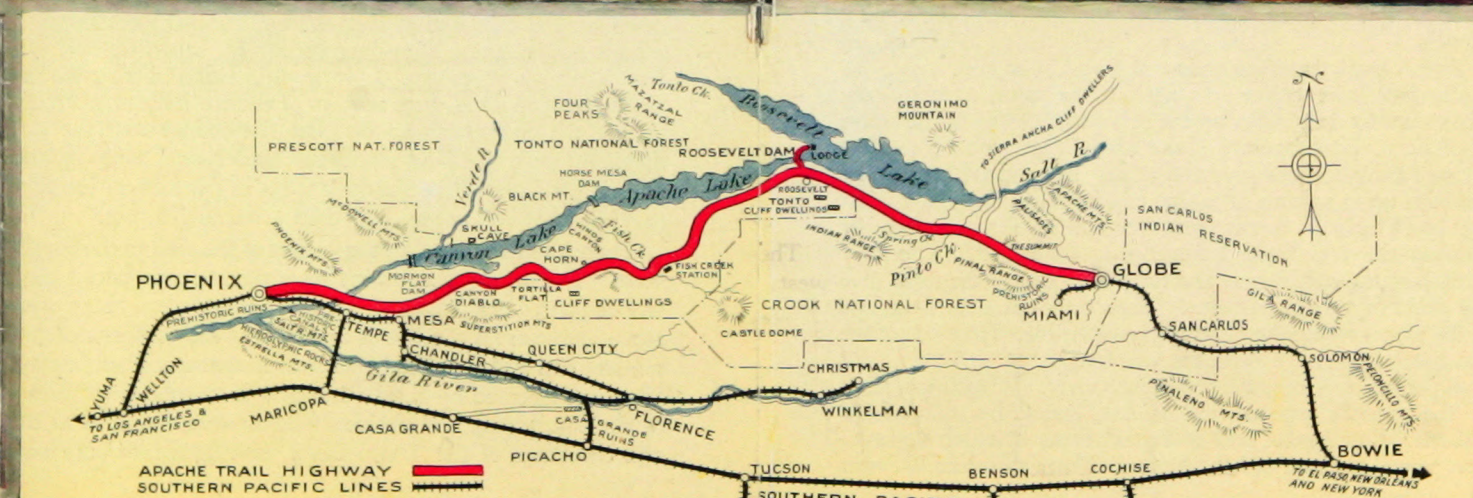 Tonto Ck.
MAZATZAL
RANGE
FOUR
PEAKS
Roosevelt
Lake
GERONIMO
MOUNTAIN
TO SIERRA ANCHA CLIFF DWELLERS
N
PRESCOTT NAT. FOREST
TONTO NATIONAL FOREST
ROOSEVELT DAM
LODGE
Salt R.
Verde R
HORSE MESA
DAM
BLACK MT.
Apache Lake
ROOSEVELT
TONTO
CLIFF DWELLINGS
APACHE MTS.
PALISADES
SAN CARLOS
INDIAN RESERVATION
McDOWELL MTS.
PHOENIX MTS.
SKULL
CAVE
Canyon Lake
CAPE
HORN
Fish Ck.
INDIAN RANGE
Spring Ck.
Pinto Ck.
THE SUMMIT
PINAL RANGE
PREHISTORIC
RUINS
GLOBE
PHOENIX
MORMON
FLAT
DAM
CANYON
DIABLO
TORTILLA
FLAT
FISH CREEK
STATION
CLIFF DWELLINGS
CROOK NATIONAL FOREST
MIAMI
GILA RANGE
PREHISTORIC RUINS
TEMPE
MESA
SUPERSTITION MTS
CASTLE DOME
SAN CARLOS
SALT R. MTS.
HIEROGLYPHIC ROCKS
ESTRELLA MTS.
CHANDLER
QUEEN CITY
SOLOMON
Gila River
CHRISTMAS
PELONCILLO MTS.
PINALENO MTS.
YUMA
WELLTON
TO LOS ANGELES &
SAN FRANCISCO
MARICOPA
CASA GRANDE
CASA GRANDE
RUINS
FLORENCE
WINKELMAN
PICACHO
TUCSON
BENSON
COCHISE
BOWIE
TO EL PASO, NEW ORLEANS
AND NEW YORK
APACHE TRAIL HIGHWAY
SOUTHERN PACIFIC LINES